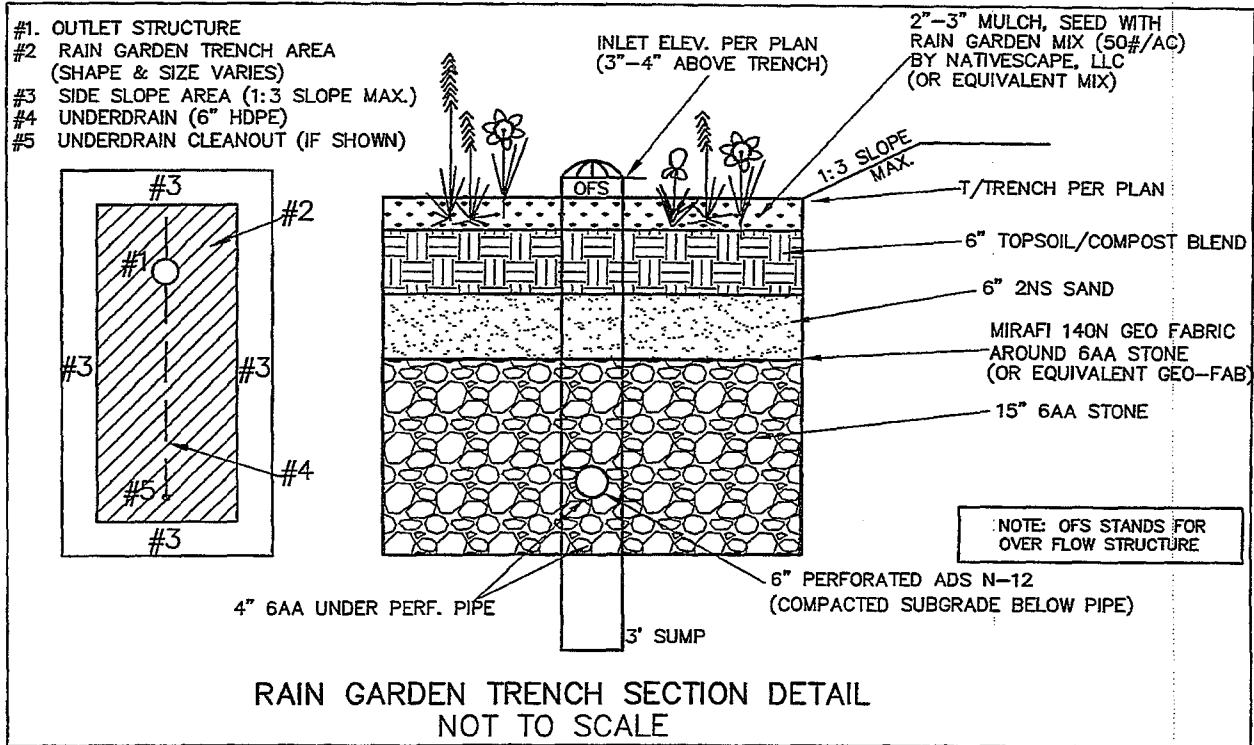 #1. OUTLET STRUCTURE
#2 RAIN GARDEN TRENCH AREA
(SHAPE & SIZE VARIES)
#3 SIDE SLOPE AREA (1:3 SLOPE MAX.)
#4 UNDERDRAIN (6" HDPE)
#5 UNDERDRAIN CLEANOUT (IF SHOWN)
INLET ELEV. PER PLAN
(3"-4" ABOVE TRENCH)
2"-3" MULCH, SEED WITH
RAIN GARDEN MIX (50#/AC)
BY NATIVESCAPE, LLC
(OR EQUIVALENT MIX)
1:3 SLOPE
MAX.
T/TRENCH PER PLAN
6" TOPSOIL/COMPOST BLEND
6" 2NS SAND
MIRAFI 140N GEO FABRIC
AROUND 6AA STONE
(OR EQUIVALENT GEO-FAB)
15" 6AA STONE
NOTE: OFS STANDS FOR
OVER FLOW STRUCTURE
6" PERFORATED ADS N-12
(COMPACTED SUBGRADE BELOW PIPE)
OFS
#3
#2
#1
#3
#3
#4
#5
#3
4" 6AA UNDER PERF. PIPE
3' SUMP
RAIN GARDEN TRENCH SECTION DETAIL
NOT TO SCALE